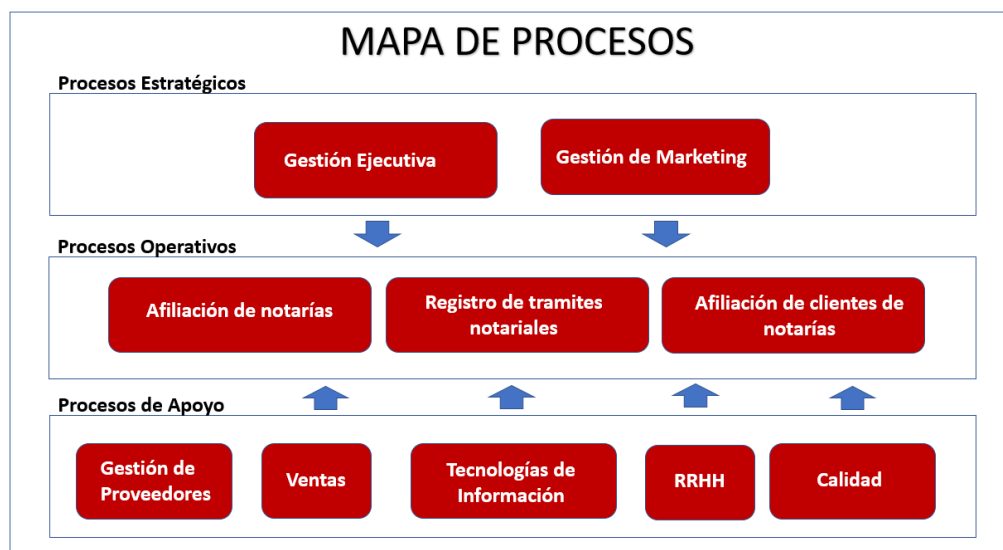 MAPA DE PROCESOS
Procesos Estratégicos
Gestión Ejecutiva
Gestión de Marketing
Procesos Operativos
Afiliación de notarías
Registro de tramites
notariales
Afiliación de clientes de
notarías
Procesos de Apoyo
Gestión de
Proveedores
Ventas
Tecnologías de
Información
RRHH
Calidad